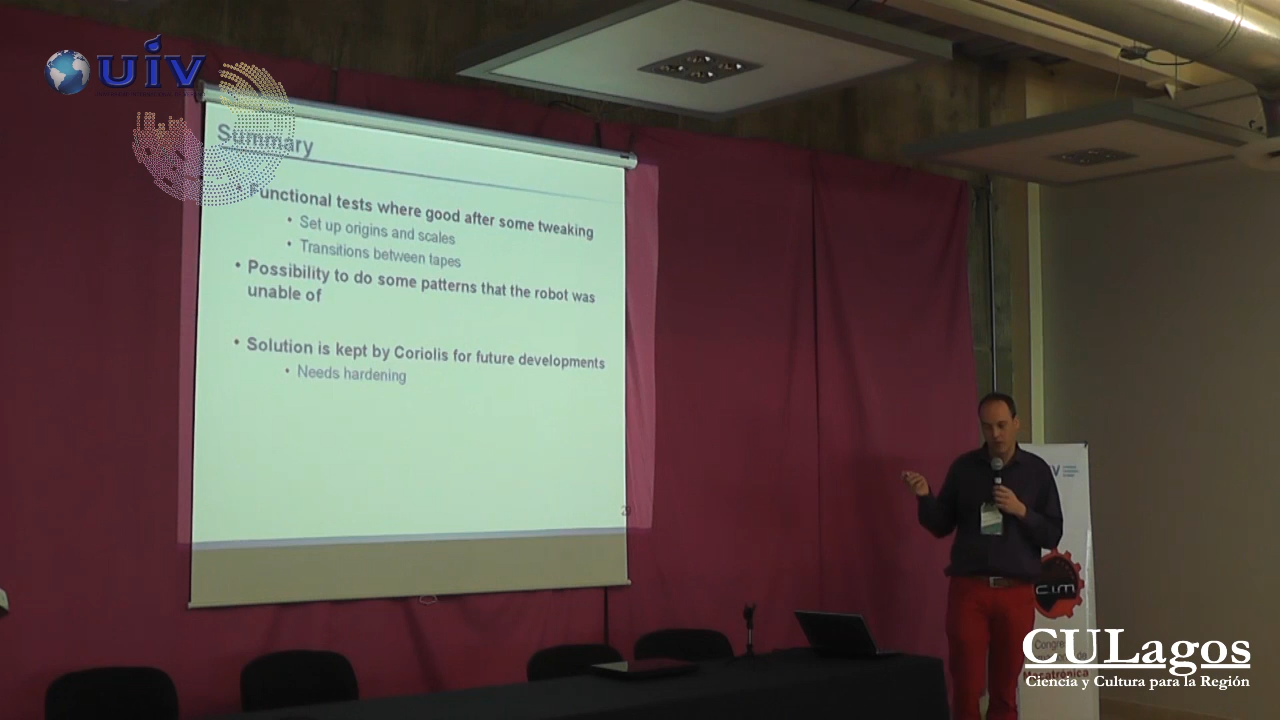 UIV
Summary
• Functional tests where good after some tweaking
• Set up origins and scales
• Transitions between tapes
• Possibility to do some patterns that the robot was
unable of
• Solution is kept by Coriolis for future developments
• Needs hardening
C.I.M
CULagos
Ciencia y Cultura para la Región
Mecatrónica